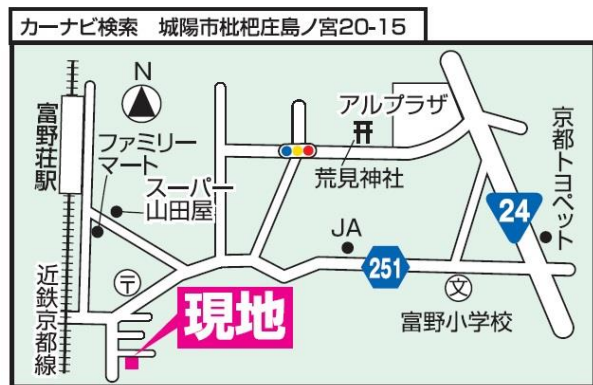 カーナビ検索 城陽市枇杷庄島ノ宮20-15
N
アルプラザ
富野荘駅
ファミリー
マート
スーパー
山田屋
荒見神社
京都トヨペット
24
JA
251
〒
文
富野小学校
近鉄京都線
現地